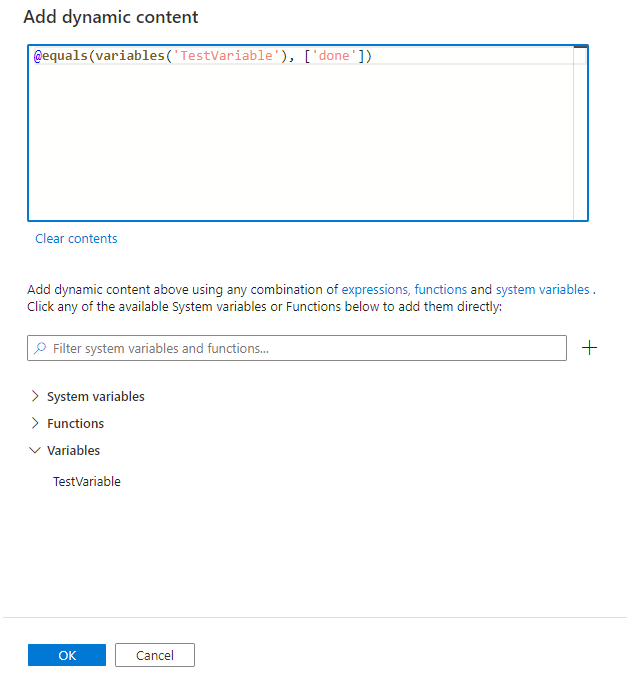 Add dynamic content
@equals(variables('TestVariable'), ['done'])
Clear contents
Add dynamic content above using any combination of expressions, functions and system variables .
Click any of the available System variables or Functions below to add them directly:
Filter system variables and functions...
System variables
Functions
Variables
TestVariable
OK Cancel